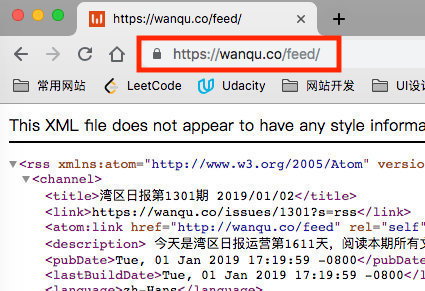 https://wanqu.co/feed/
https://wanqu.co/feed/
常用网站 LeetCode Udacity 网站开发 UI设
This XML file does not appear to have any style informa
<rss xmlns:atom="http://www.w3.org/2005/Atom" versio
<channel>
<title>湾区日报第1301期 2019/01/02</title>
<link>https://wanqu.co/issues/1301?s=rss</link>
<atom:link href="http://wanqu.co/feed" rel="self"
<description> 今天是湾区日报运营第1611天，阅读本期所有文
<pubDate>Tue, 01 Jan 2019 17:19:59 -0800</pubDate>
<lastBuildDate>Tue, 01 Jan 2019 17:19:59 -0800</
<language>zh-Hans</language>